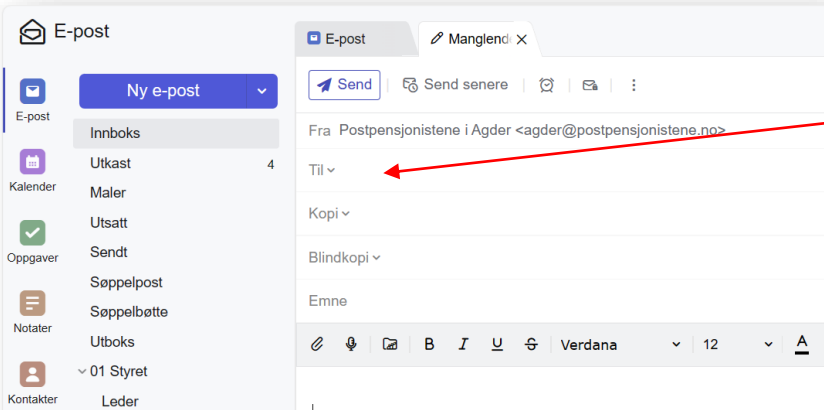 E-post
E-post
Manglend
Ny e-post
Send
Send senere
E-post
Innboks
Fra Postpensjonistene i Agder <agder@postpensjonistene.no>
Utkast 4
Til
Kalender
Maler
Kopi
Utsatt
Oppgaver
Sendt
Blindkopi
Søppelpost
Emne
Notater
Søppelbøtte
Utboks
B I U S Verdana 12 A
01 Styret
Kontakter
Leder